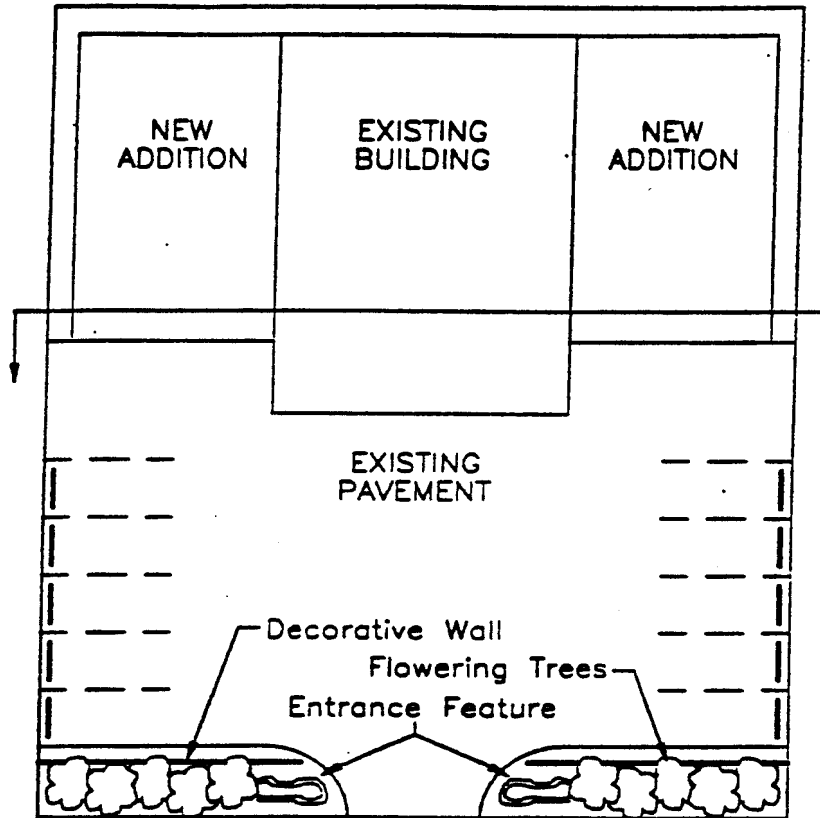 NEW
ADDITION
EXISTING
BUILDING
NEW
ADDITION
EXISTING
PAVEMENT
Decorative Wall
Flowering Trees
Entrance Feature